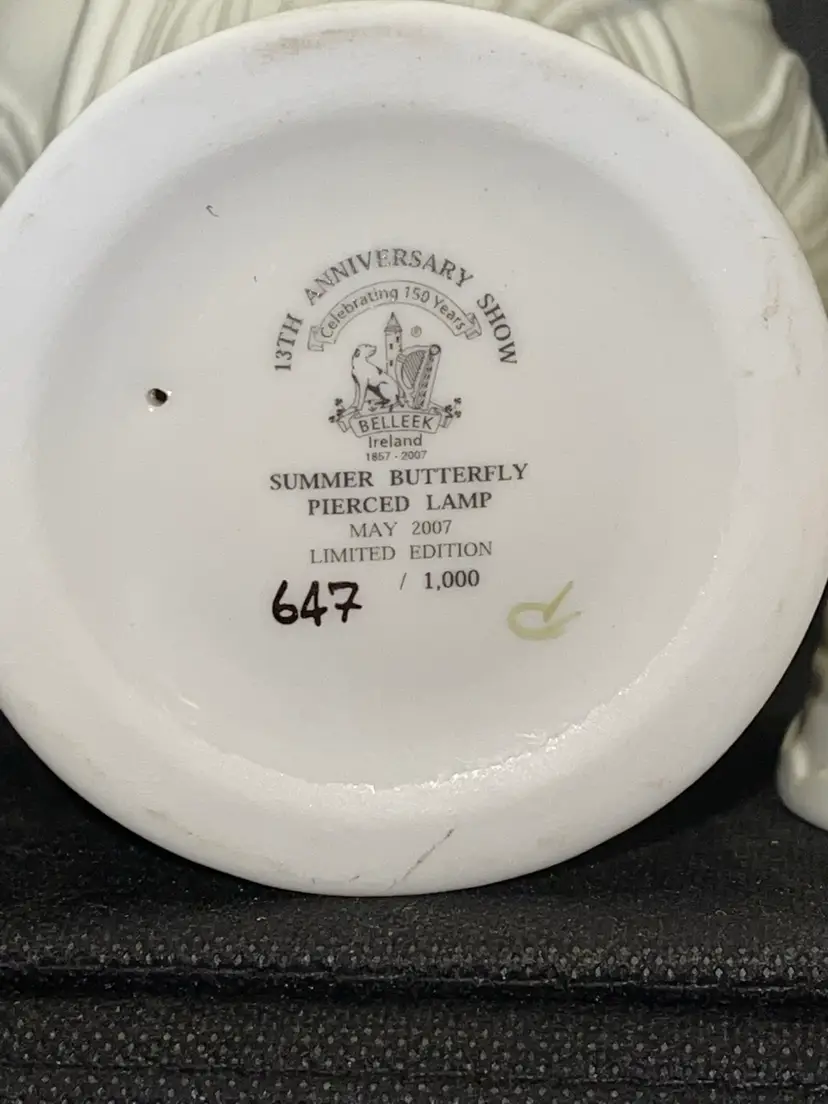 13TH ANNIVERSARY SHOW
Celebrating 150 Years
®
BELLEEK
Ireland
1857 - 2007
SUMMER BUTTERFLY
PIERCED LAMP
MAY 2007
LIMITED EDITION
647 / 1,000